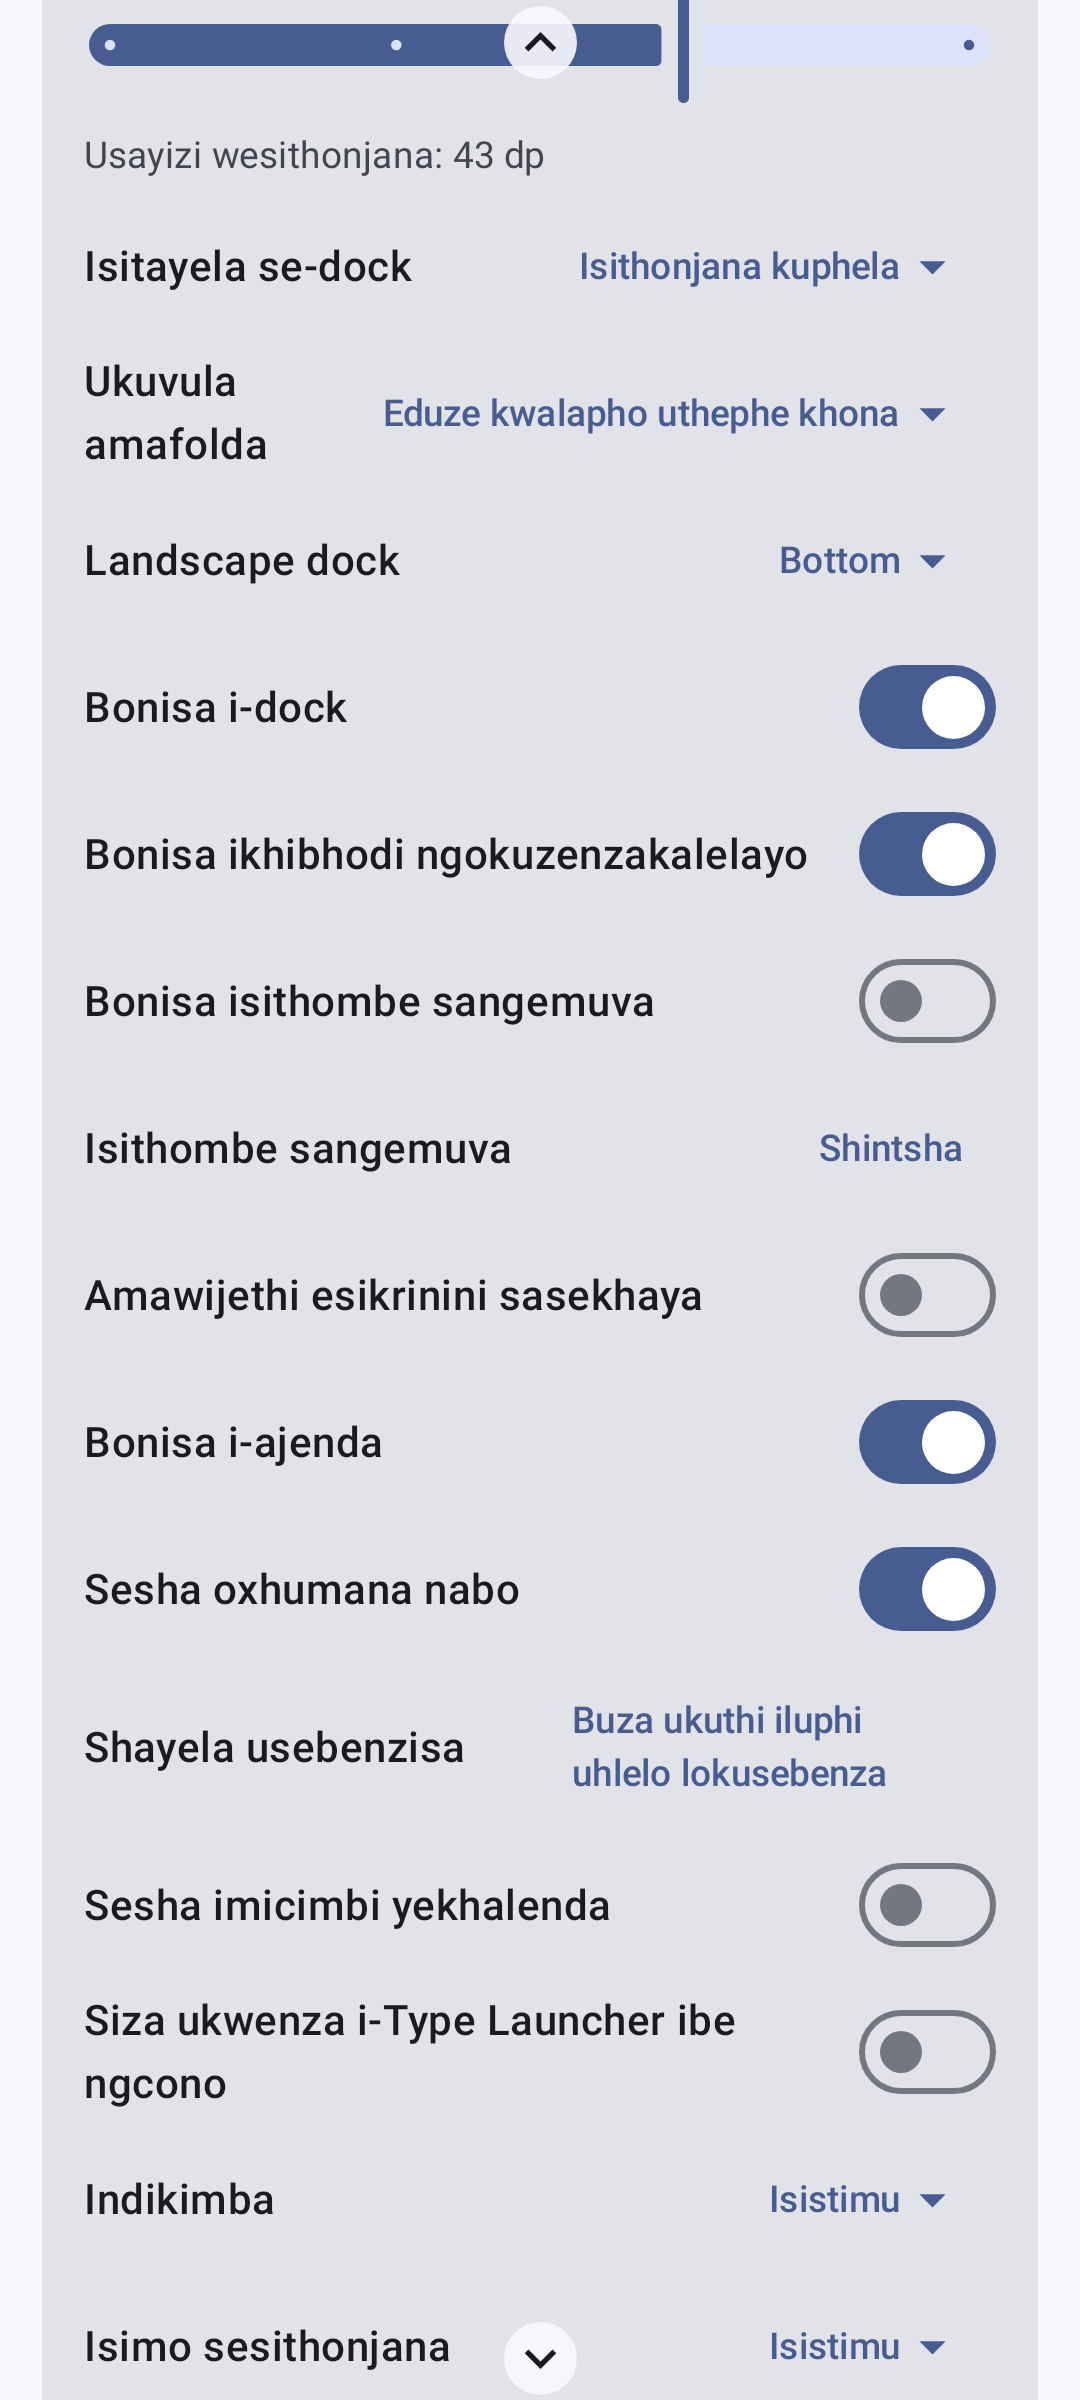 Usayizi wesithonjana: 43 dp
Isitayela se-dock
Isithonjana kuphela
Ukuvula
amafolda
Eduze kwalapho uthephe khona
Landscape dock
Bottom
Bonisa i-dock
Bonisa ikhibhodi ngokuzenzakalelayo
Bonisa isithombe sangemuva
Isithombe sangemuva
Shintsha
Amawijethi esikrinini sasekhaya
Bonisa i-ajenda
Sesha oxhumana nabo
Shayela usebenzisa
Buza ukuthi iluphi
uhlelo lokusebenza
Sesha imicimbi yekhalenda
Siza ukwenza i-Type Launcher ibe
ngcono
Indikimba
Isistimu
Isimo sesithonjana
Isistimu